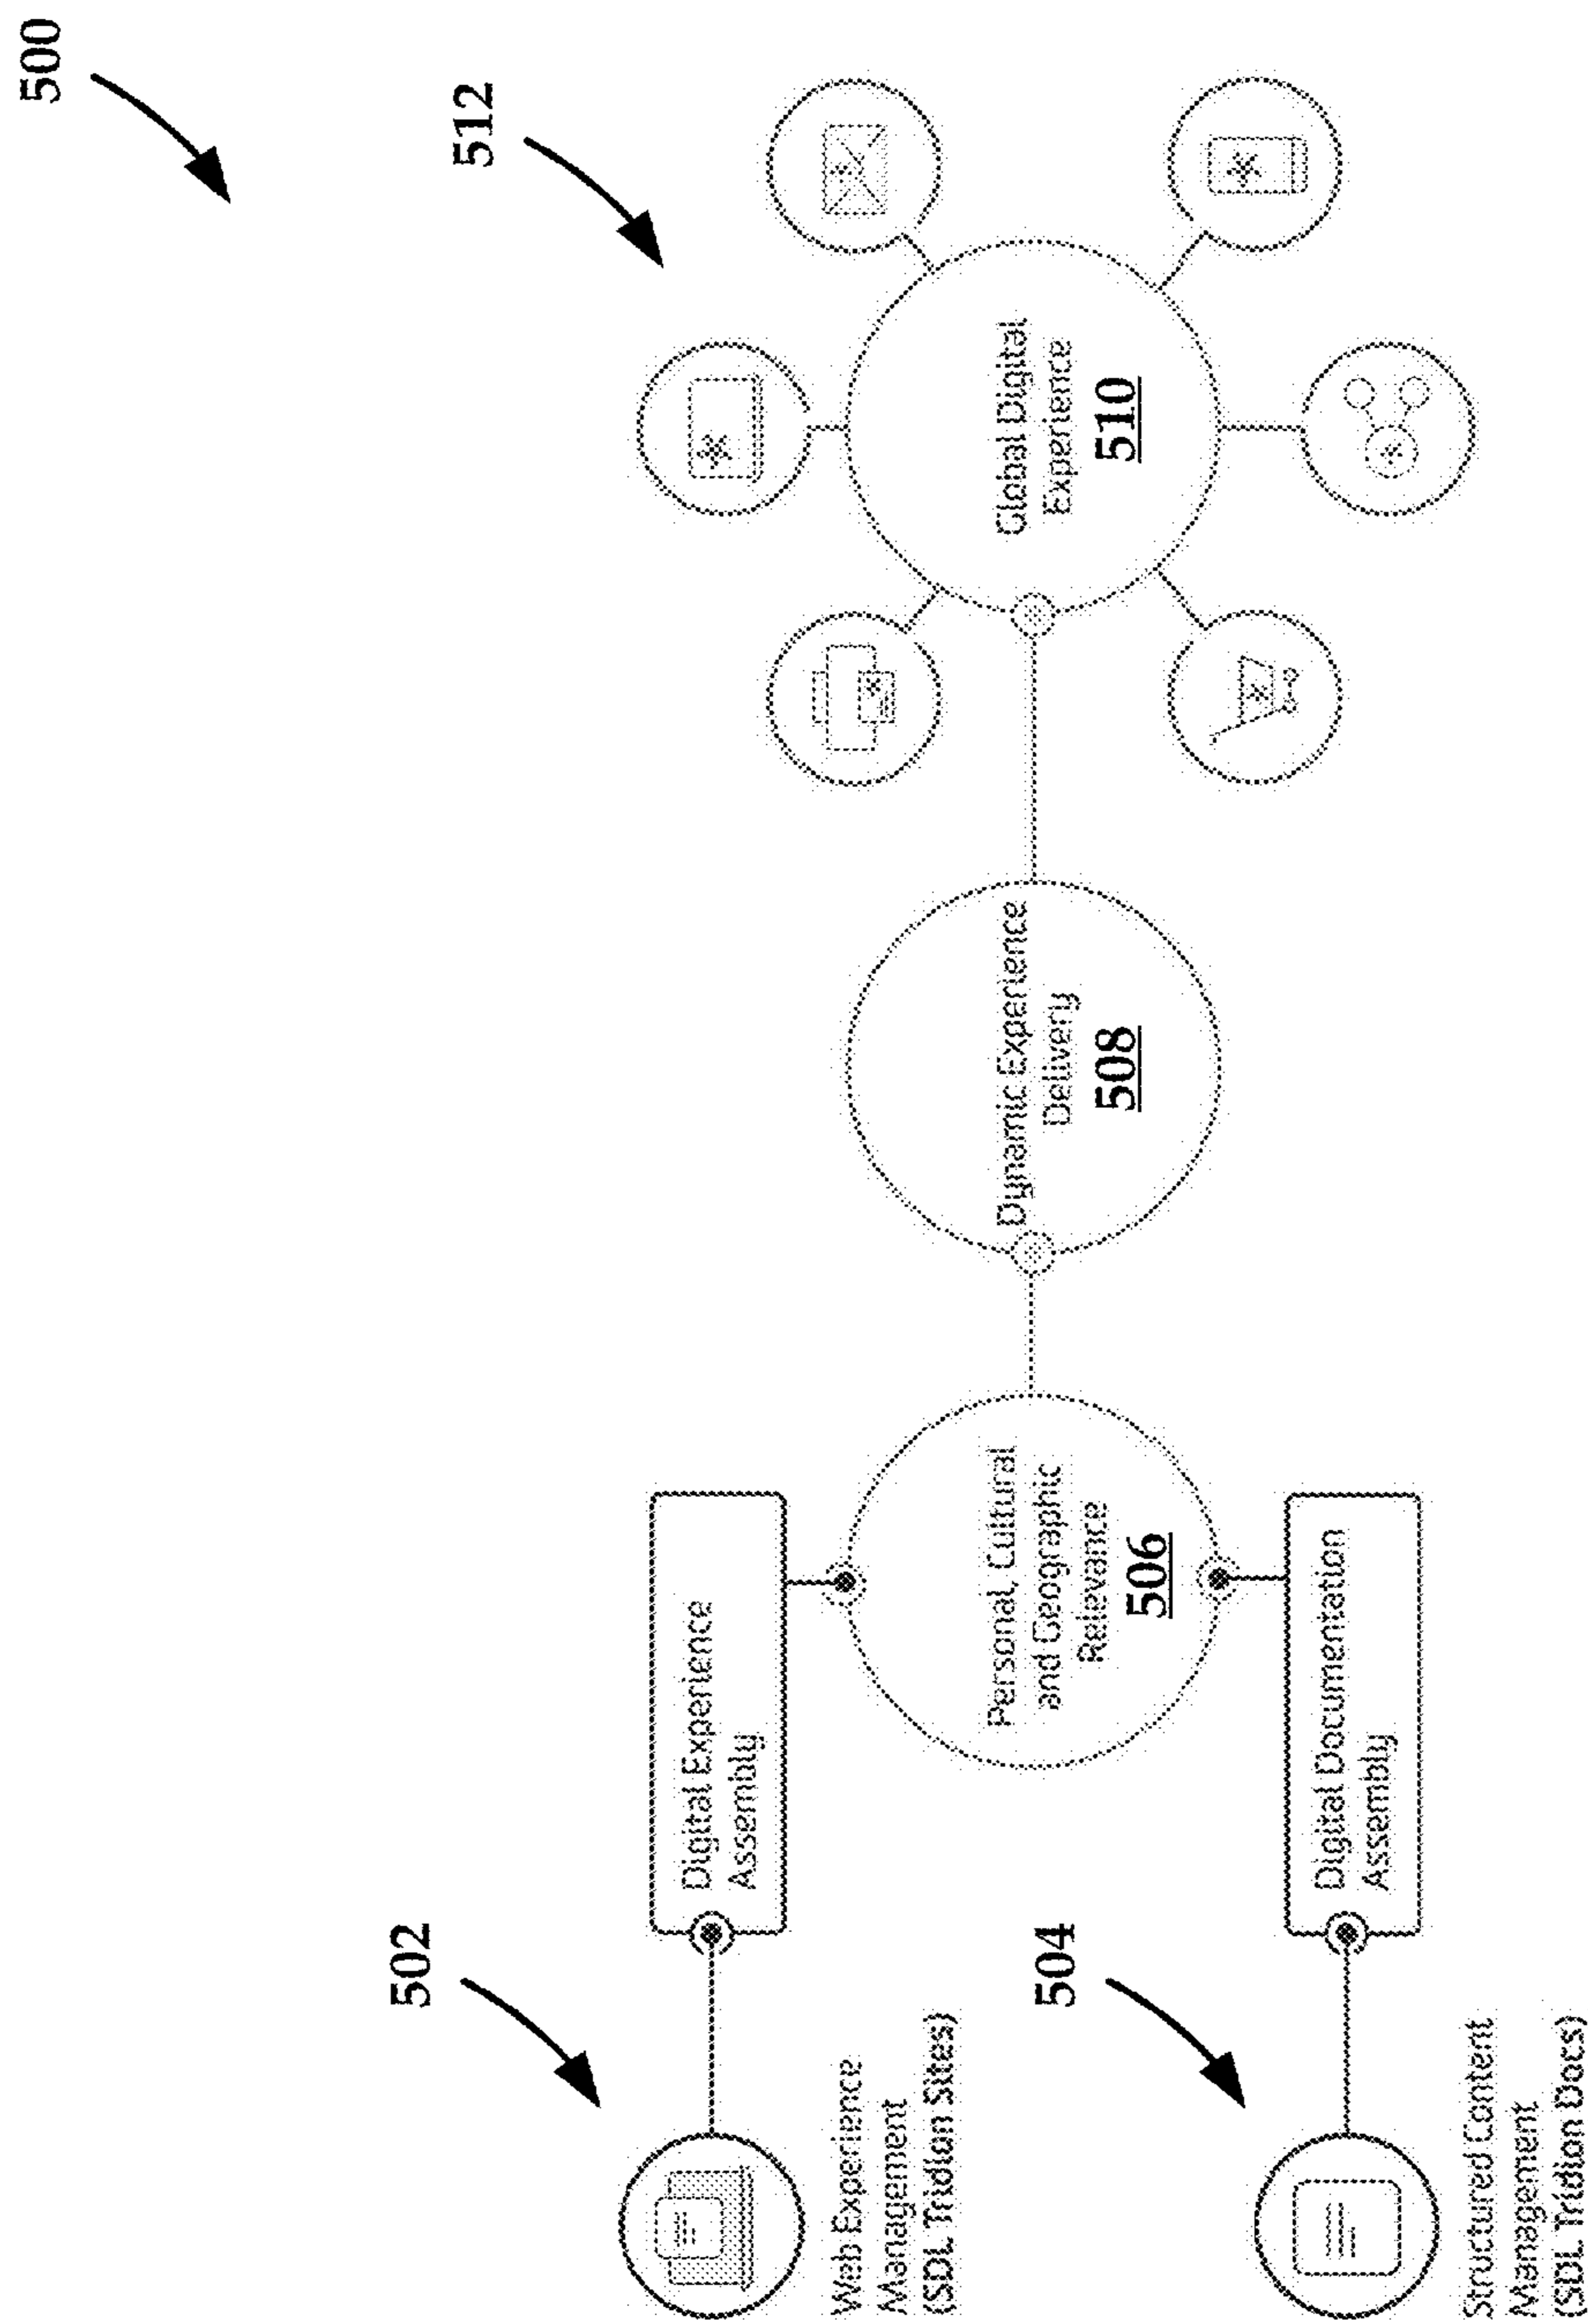 500
512
502
Web Experience
Management
(SDL Tridion Sites)
Digital Experience
Assembly
504
Structured Content
Management
(SDL Tridion Docs)
Digital Documentation
Assembly
Personal, Cultural
and Geographic
Relevance
506
Dynamic Experience
Delivery
508
Global Digital
Experience
510